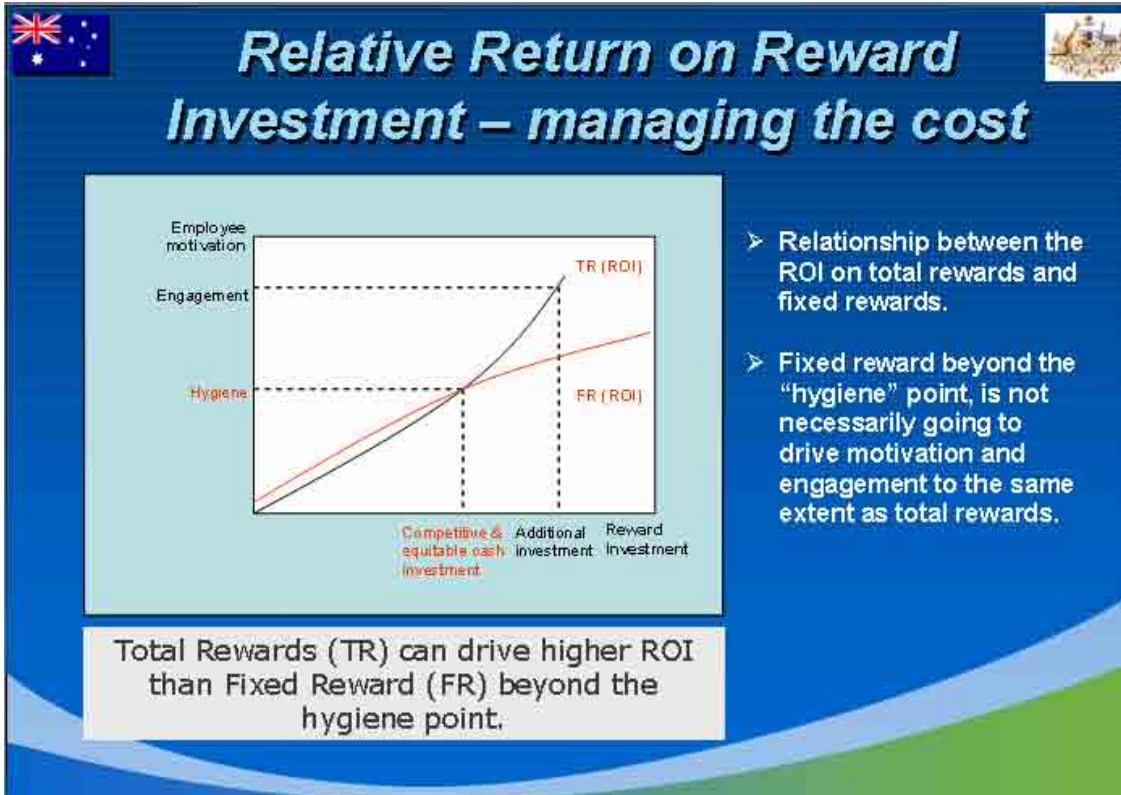 Relative Return on Reward
Investment – managing the cost
Employee
motivation
Engagement
Hygiene
TR (ROI)
FR (ROI)
Competitive &
equitable cash
investment
Additional
investment
Reward
Investment
➢ Relationship between the
ROI on total rewards and
fixed rewards.
➢ Fixed reward beyond the
“hygiene” point, is not
necessarily going to
drive motivation and
engagement to the same
extent as total rewards.
Total Rewards (TR) can drive higher ROI
than Fixed Reward (FR) beyond the
hygiene point.